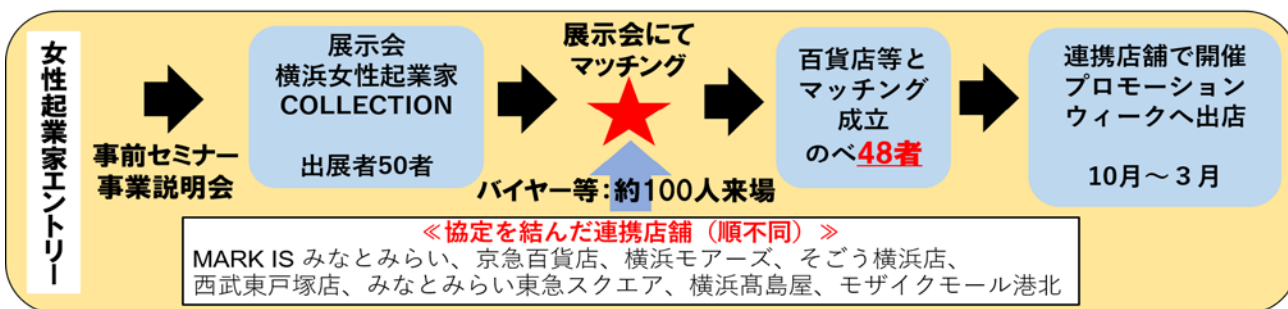 女性起業家エントリー
事前セミナー
事業説明会
展示会
横浜女性起業家
COLLECTION
出展者50者
展示会にて
マッチング
バイヤー等：約100人来場
百貨店等と
マッチング
成立
のべ48者
連携店舗で開催
プロモーション
ウィークへ出店
10月～３月
≪協定を結んだ連携店舗（順不同）≫
MARK IS みなとみらい、京急百貨店、横浜モアーズ、そごう横浜店、
西武東戸塚店、みなとみらい東急スクエア、横浜髙島屋、モザイクモール港北